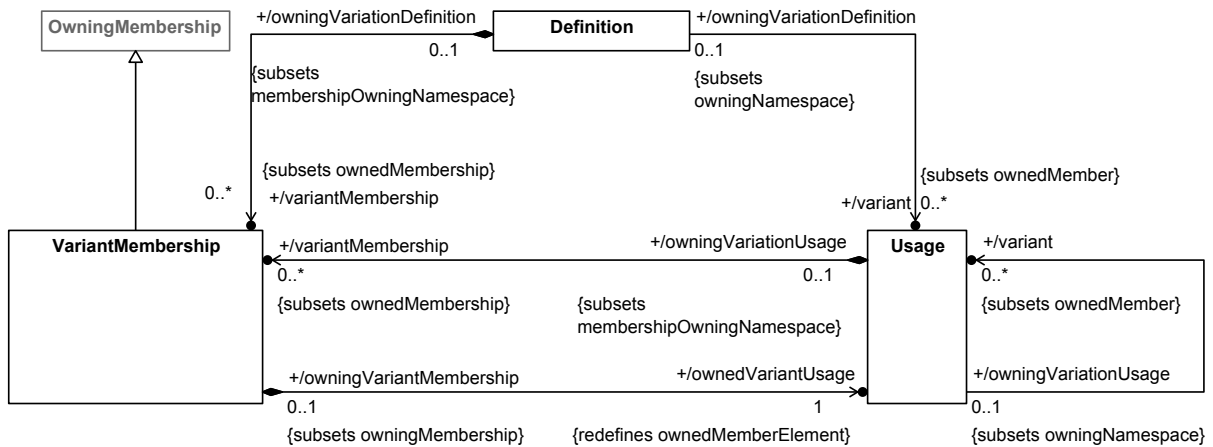 +/owningVariationDefinition
+/owningVariationDefinition
OwningMembership
Definition
0..1
0..1
{subsets
membershipOwningNamespace}
{subsets
owningNamespace}
{subsets ownedMembership}
0..*
+/variantMembership
{subsets ownedMember}
+/variant
0..*
VariantMembership
+/variantMembership
+/owningVariationUsage
Usage
+/variant
0..*
0..1
0..*
{subsets ownedMembership}
{subsets
membershipOwningNamespace}
{subsets ownedMember}
+/owningVariantMembership
+/ownedVariantUsage
+/owningVariationUsage
0..1
1
0..1
{subsets owningMembership}
{redefines ownedMemberElement}
{subsets owningNamespace}